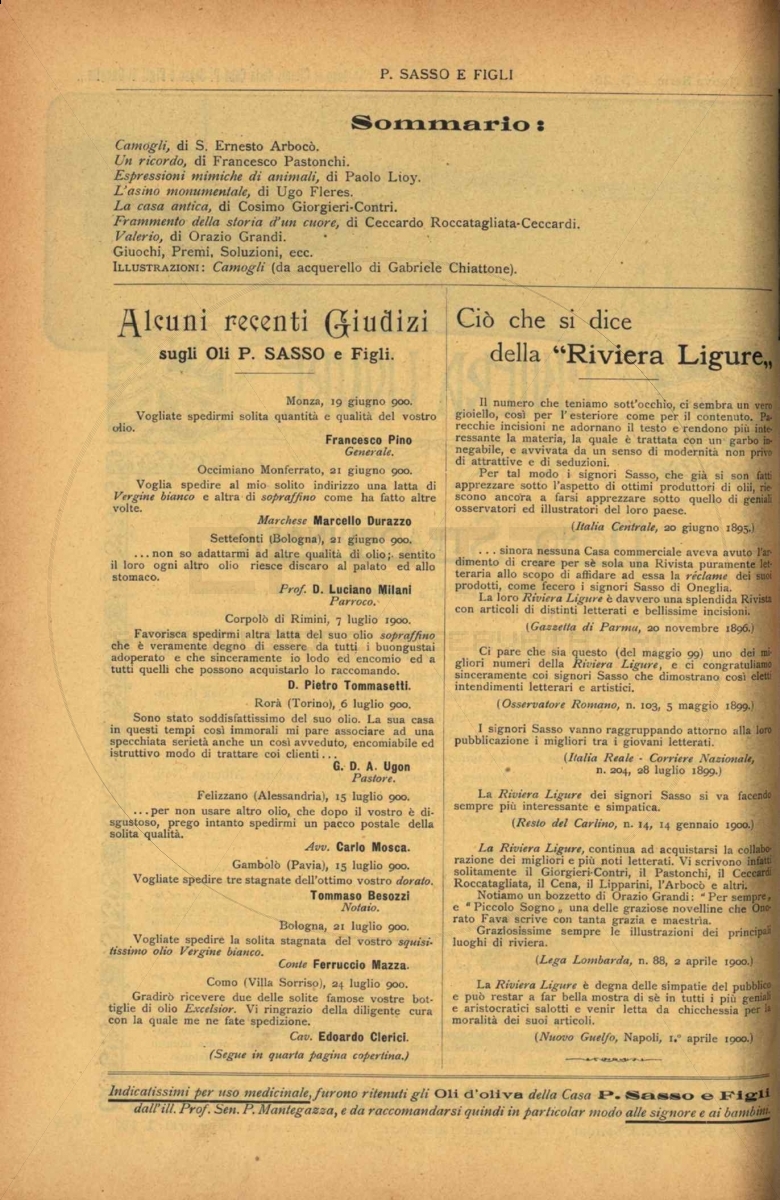 P. SASSO E FIGLI
Sommario:
Camogli, di S. Ernesto Arbocò.
Un ricordo, di Francesco Pastonchi.
Espressioni mimiche di animali, di Paolo Lioy.
L'asino monumentale, di Ugo Fleres.
La casa antica, di Cosimo Giorgieri-Contri.
Frammento della storia d'un cuore, di Ceccardo Roccatagliata-Ceccardi.
Valerio, di Orazio Grandi.
Giuochi, Premi, Soluzioni, ecc.
ILLUSTRAZIONI: Camogli (da acquerello di Gabriele Chiattone).
Alcuni recenti Giudizi
sugli Oli P. SASSO e Figli.
Monza, 19 giugno 900.
Vogliate spedirmi solita quantità e qualità del vostro
olio.
Francesco Pino
Generale.
Occimiano Monferrato, 21 giugno 900.
Voglia spedire al mio solito indirizzo una latta di
Vergine bianco e altra di sopraffino come ha fatto altre
volte.
Marchese Marcello Durazzo
Settefonti (Bologna), 21 giugno 900.
...non so adattarmi ad altre qualità di olio; sentito
il loro ogni altro olio riesce discaro al palato ed allo
stomaco.
Prof. D. Luciano Milani
Parroco.
Corpolò di Rimini, 7 luglio 1900.
Favorisca spedirmi altra latta del suo olio sopraffino
che è veramente degno di essere da tutti i buongustai
adoperato e che sinceramente io lodo ed encomio ed a
tutti quelli che possono acquistarlo lo raccomando.
D. Pietro Tommasetti.
Rorà (Torino), 6 luglio 900.
Sono stato soddisfattissimo del suo olio. La sua casa
in questi tempi così immorali mi pare associare ad una
specchiata serietà anche un così avveduto, encomiabile ed
istruttivo modo di trattare coi clienti...
G. D. A. Ugon
Pastore.
Felizzano (Alessandria), 15 luglio 900.
...per non usare altro olio, che dopo il vostro è di-
sgustoso, prego intanto spedirmi un pacco postale della
solita qualità.
Avv. Carlo Mosca.
Gambolò (Pavia), 15 luglio 900.
Vogliate spedire tre stagnate dell'ottimo vostro dorato.
Tommaso Besozzi
Notaio.
Bologna, 21 luglio 900.
Vogliate spedire la solita stagnata del vostro squisi-
tissimo olio Vergine bianco.
Conte Ferruccio Mazza.
Como (Villa Sorriso), 24 luglio 900.
Gradirò ricevere due delle solite famose vostre bot-
tiglie di olio Excelsior. Vi ringrazio della diligente cura
con la quale me ne fate spedizione.
Cav. Edoardo Clerici.
(Segue in quarta pagina copertina.)
Ciò che si dice
della “Riviera Ligure„
Il numero che teniamo sott'occhio, ci sembra un vero
gioiello, così per l'esteriore come per il contenuto. Pa-
recchie incisioni ne adornano il testo e rendono più inte-
ressante la materia, la quale è trattata con un garbo in-
negabile, e avvivata da un senso di modernità non privo
di attrattive e di seduzioni.
Per tal modo i signori Sasso, che già si son fatti
apprezzare sotto l'aspetto di ottimi produttori di olii, rie-
scono ancora a farsi apprezzare sotto quello di geniali
osservatori ed illustratori del loro paese.
(Italia Centrale, 20 giugno 1895.)
... sinora nessuna Casa commerciale aveva avuto l'ar-
dimento di creare per sè sola una Rivista puramente let-
teraria allo scopo di affidare ad essa la réclame dei suoi
prodotti, come fecero i signori Sasso di Oneglia.
La loro Riviera Ligure è davvero una splendida Rivista
con articoli di distinti letterati e bellissime incisioni.
(Gazzetta di Parma, 20 novembre 1896.)
Ci pare che sia questo (del maggio 99) uno dei mi-
gliori numeri della Riviera Ligure, e ci congratuliamo
sinceramente coi signori Sasso che dimostrano così eletti
intendimenti letterari e artistici.
(Osservatore Romano, n. 103, 5 maggio 1899.)
I signori Sasso vanno raggruppando attorno alla loro
pubblicazione i migliori tra i giovani letterati.
(Italia Reale - Corriere Nazionale,
n. 204, 28 luglio 1899.)
La Riviera Ligure dei signori Sasso si va facendo
sempre più interessante e simpatica.
(Resto del Carlino, n. 14, 14 gennaio 1900.)
La Riviera Ligure, continua ad acquistarsi la collabo-
razione dei migliori e più noti letterati. Vi scrivono infatti
solitamente il Giorgieri-Contri, il Pastonchi, il Ceccardi
Roccatagliata, il Cena, il Lipparini, l'Arbocò e altri.
Notiamo un bozzetto di Orazio Grandi: “Per sempre„
e “Piccolo Sogno„ una delle graziose novelline che Ono-
rato Fava scrive con tanta grazia e maestria.
Graziosissime sempre le illustrazioni dei principali
luoghi di riviera.
(Lega Lombarda, n. 88, 2 aprile 1900.)
La Riviera Ligure è degna delle simpatie del pubblico
e può restar a far bella mostra di sè in tutti i più geniali
e aristocratici salotti e venir letta da chicchessia per la
moralità dei suoi articoli.
(Nuovo Guelfo, Napoli, 1.° aprile 1900.)
Indicatissimi per uso medicinale, furono ritenuti gli Oli d'oliva della Casa P. Sasso e Figli
dall'ill. Prof. Sen. P. Mantegazza, e da raccomandarsi quindi in particolar modo alle signore e ai bambini.